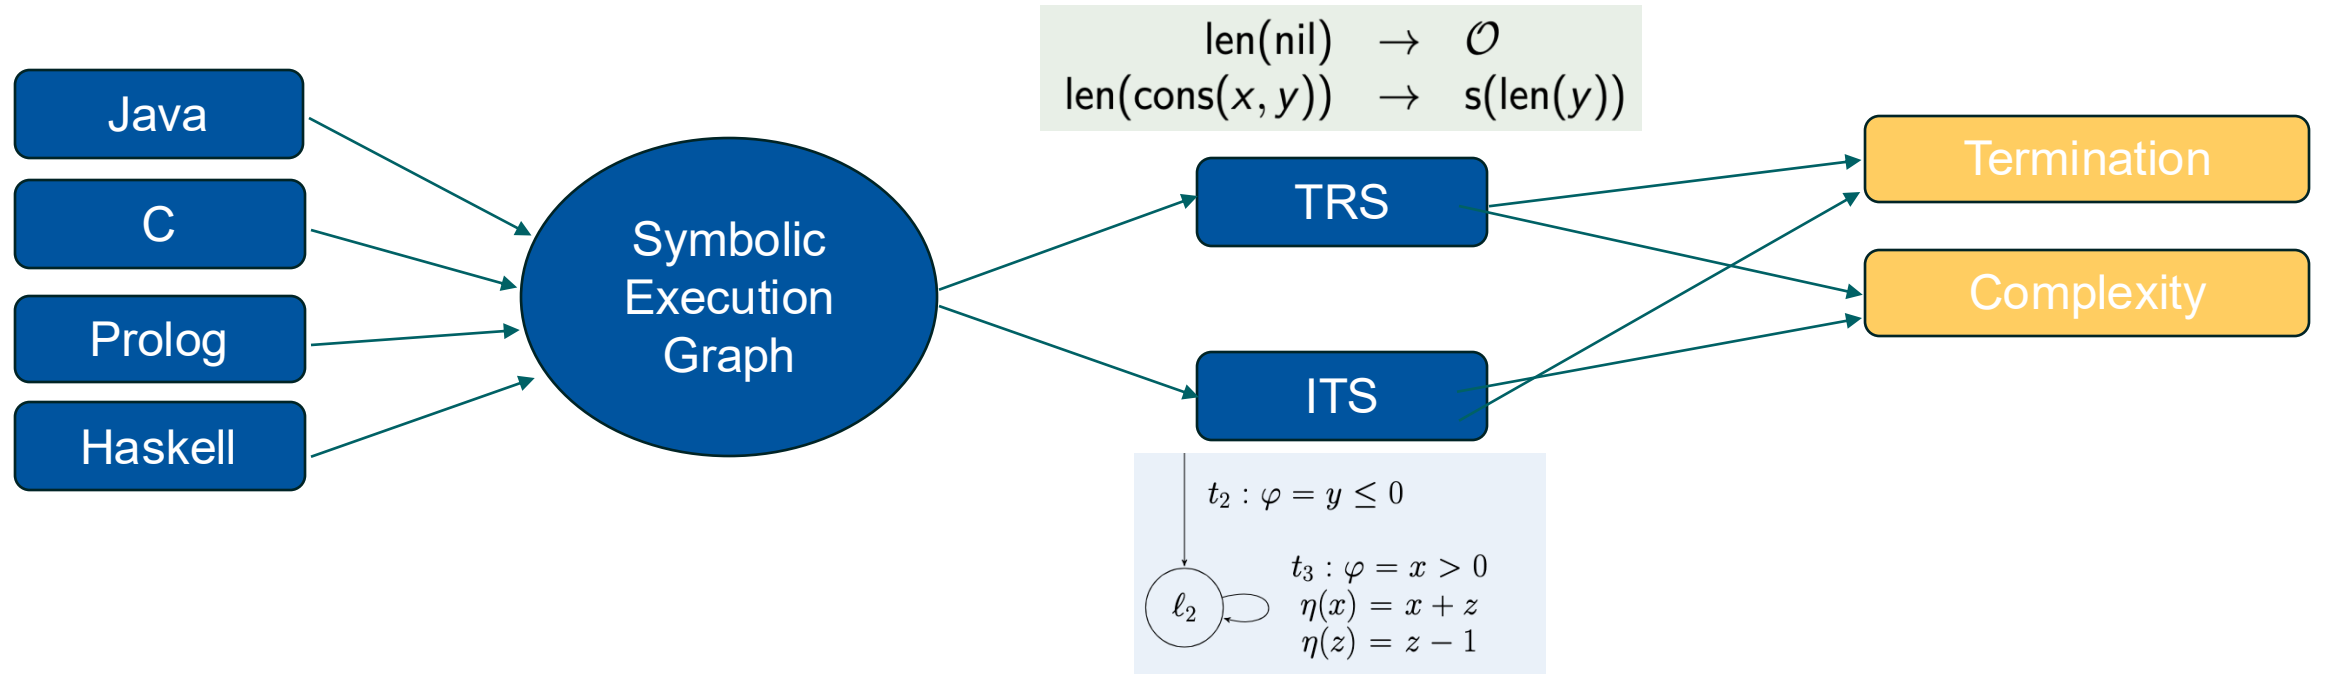 Java
C
Prolog
Haskell
Symbolic
Execution
Graph
len(nil) → 𝒪
len(cons(x, y)) → s(len(y))
TRS
ITS
t₂ : φ = y ≤ 0
t₃ : φ = x > 0
η(x) = x + z
η(z) = z − 1
ℓ₂
Termination
Complexity